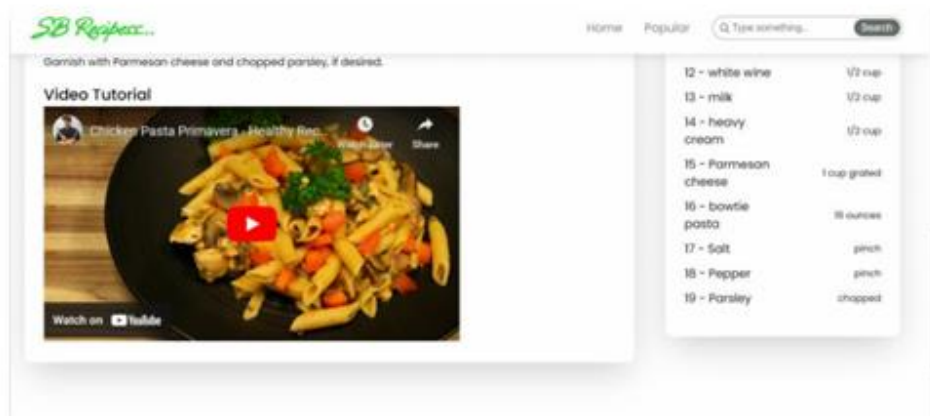 SB Recipess...
Home Popular Type something... Search
Garnish with Parmesan cheese and chopped parsley, if desired.
Video Tutorial
Chicken Pasta Primavera - Healthy Rec...
Watch later Share
Watch on YouTube
12 - white wine 1/2 cup
13 - milk 1/2 cup
14 - heavy
cream 1/2 cup
15 - Parmesan
cheese 1 cup grated
16 - bowtie
pasta 16 ounces
17 - Salt pinch
18 - Pepper pinch
19 - Parsley chopped